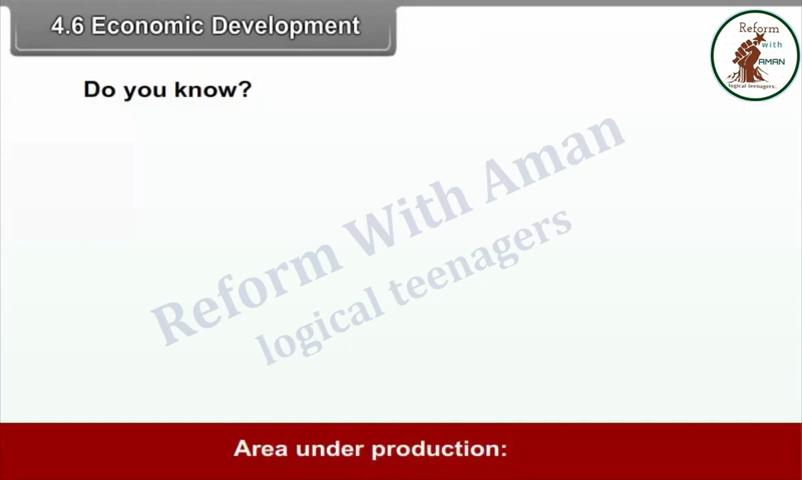 4.6 Economic Development
Reform
with
AMAN
logical teenagers.
Do you know?
Reform With Aman
logical teenagers
Area under production: